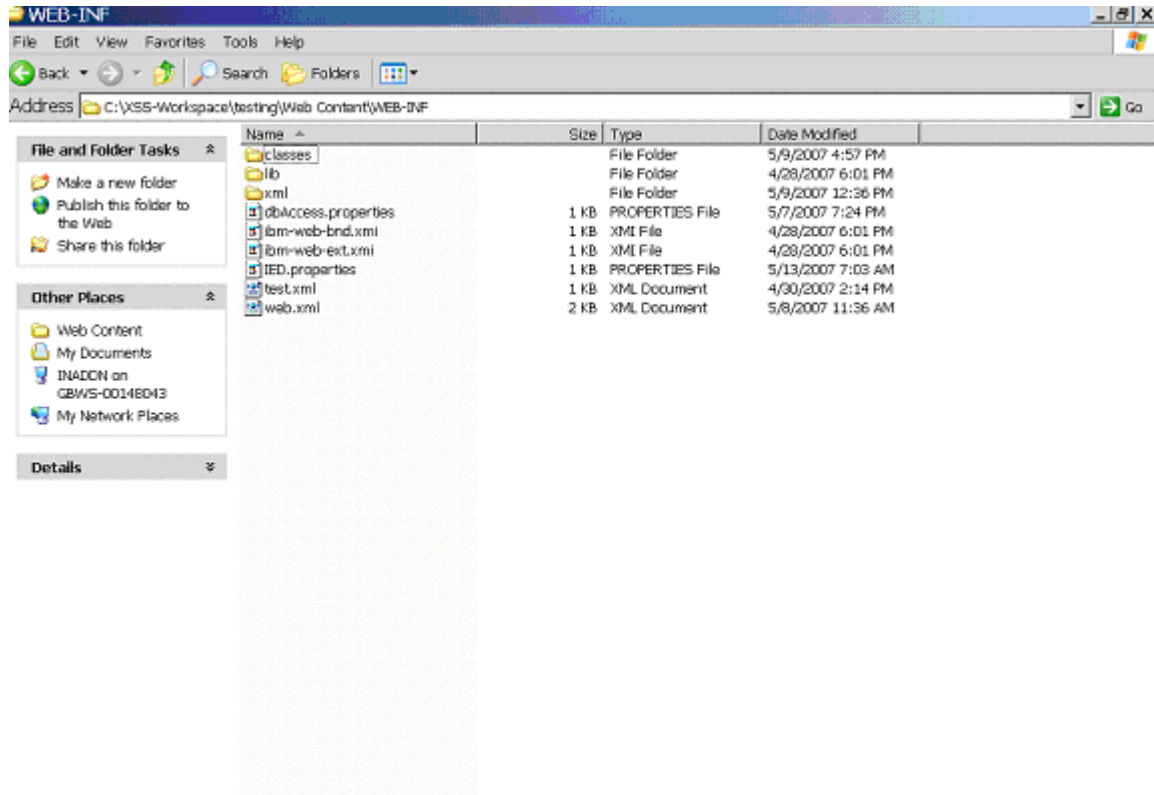 WEB-INF
File Edit View Favorites Tools Help
Back Search Folders
Address C:\XSS-Workspace\testing\Web Content\WEB-INF Go
File and Folder Tasks
Make a new folder
Publish this folder to
the Web
Share this folder
Other Places
Web Content
My Documents
INADDN on
GBWS-00148043
My Network Places
Details
Name Size Type Date Modified
classes File Folder 5/9/2007 4:57 PM
lib File Folder 4/28/2007 6:01 PM
xml File Folder 5/9/2007 12:36 PM
dbAccess.properties 1 KB PROPERTIES File 5/7/2007 7:24 PM
ibm-web-bnd.xmi 1 KB XMI File 4/28/2007 6:01 PM
ibm-web-ext.xmi 1 KB XMI File 4/28/2007 6:01 PM
IED.properties 1 KB PROPERTIES File 5/13/2007 7:03 AM
test.xml 1 KB XML Document 4/30/2007 2:14 PM
web.xml 2 KB XML Document 5/8/2007 11:36 AM